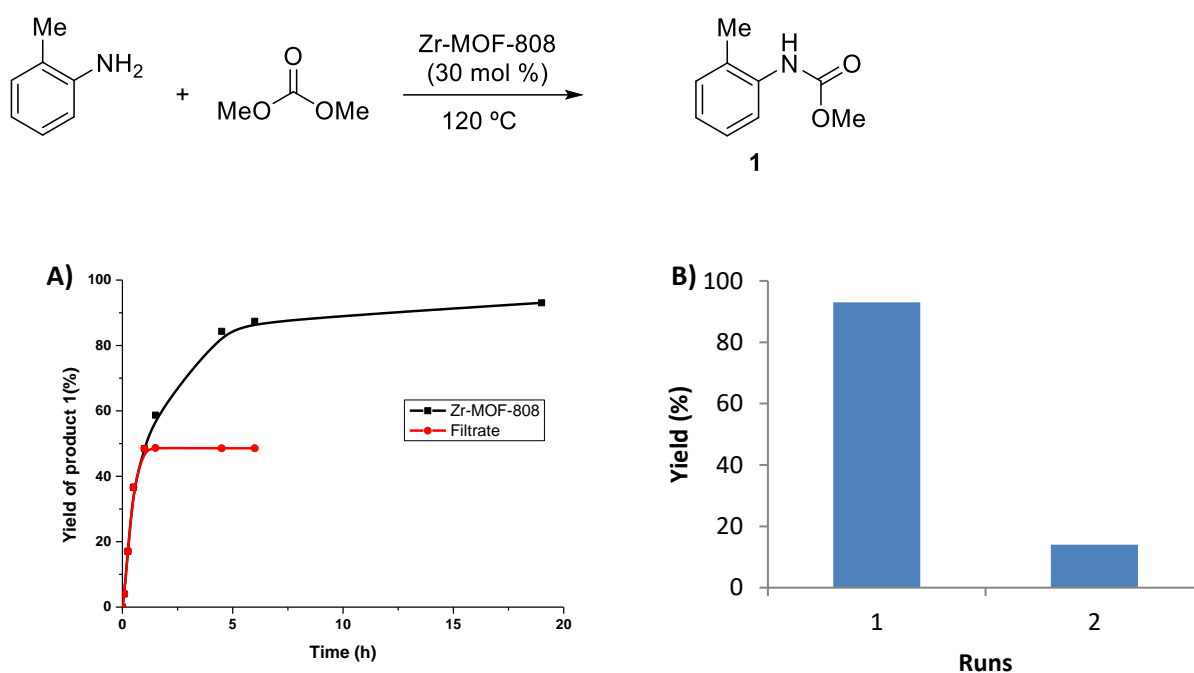 Me
NH2
+
O
MeO
OMe
Zr-MOF-808
(30 mol %)
120 ºC
Me
H
N
O
OMe
1
A)
100
80
60
40
20
0
Yield of product 1(%)
Zr-MOF-808
Filtrate
0
5
10
15
20
Time (h)
B)
100
80
60
40
20
0
Yield (%)
1
2
Runs